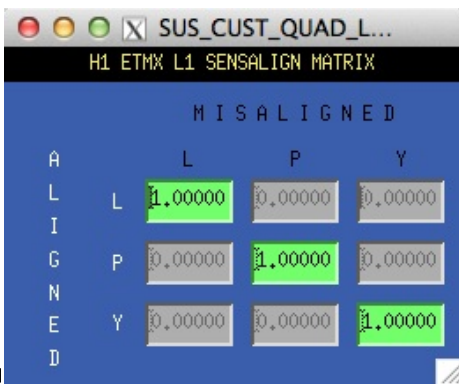 X SUS_CUST_QUAD_L...
H1 ETMX L1 SENSALIGN MATRIX
MISALIGNED
L P Y
ALIGNED
L 1.00000 0.00000 0.00000
P 0.00000 1.00000 0.00000
Y 0.00000 0.00000 1.00000